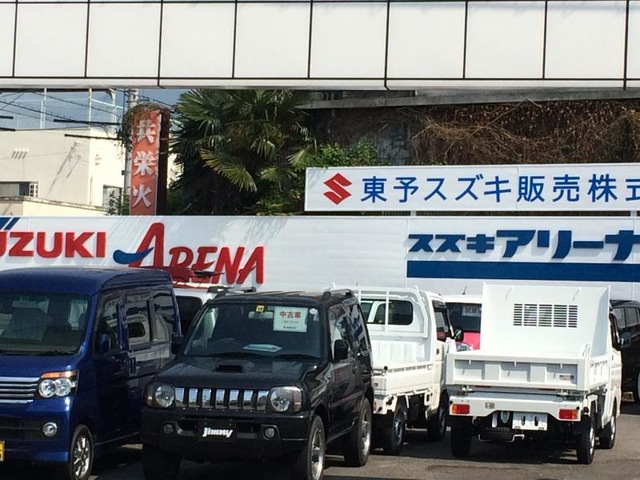 共栄火
東予スズキ販売株式
SUZUKI ARENA
スズキアリーナ
中古車
Jimny